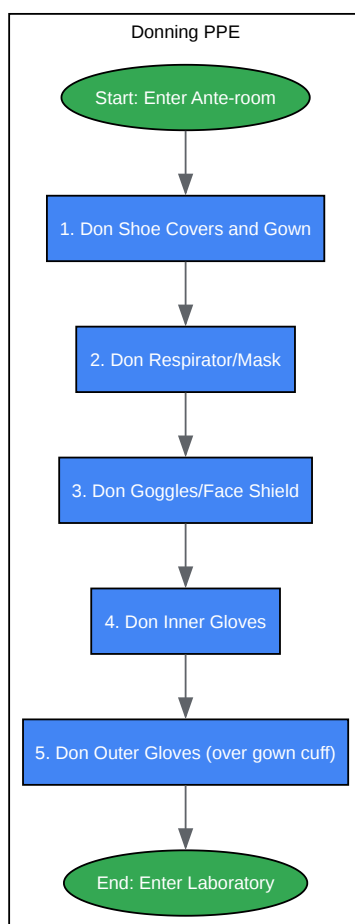 Donning PPE
Start: Enter Ante-room
1. Don Shoe Covers and Gown
2. Don Respirator/Mask
3. Don Goggles/Face Shield
4. Don Inner Gloves
5. Don Outer Gloves (over gown cuff)
End: Enter Laboratory